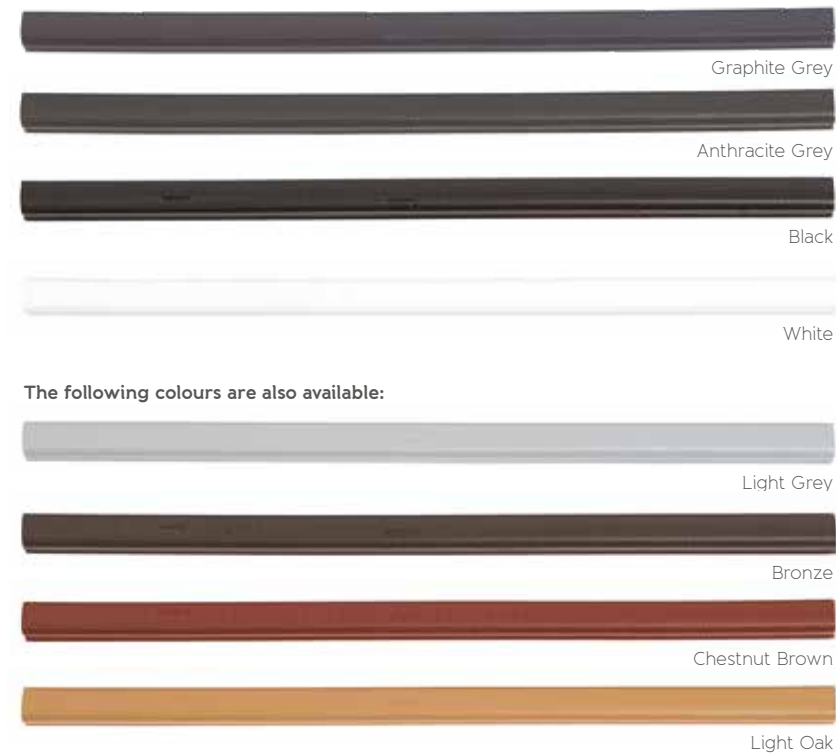 Graphite Grey
Anthracite Grey
Black
White
The following colours are also available:
Light Grey
Bronze
Chestnut Brown
Light Oak